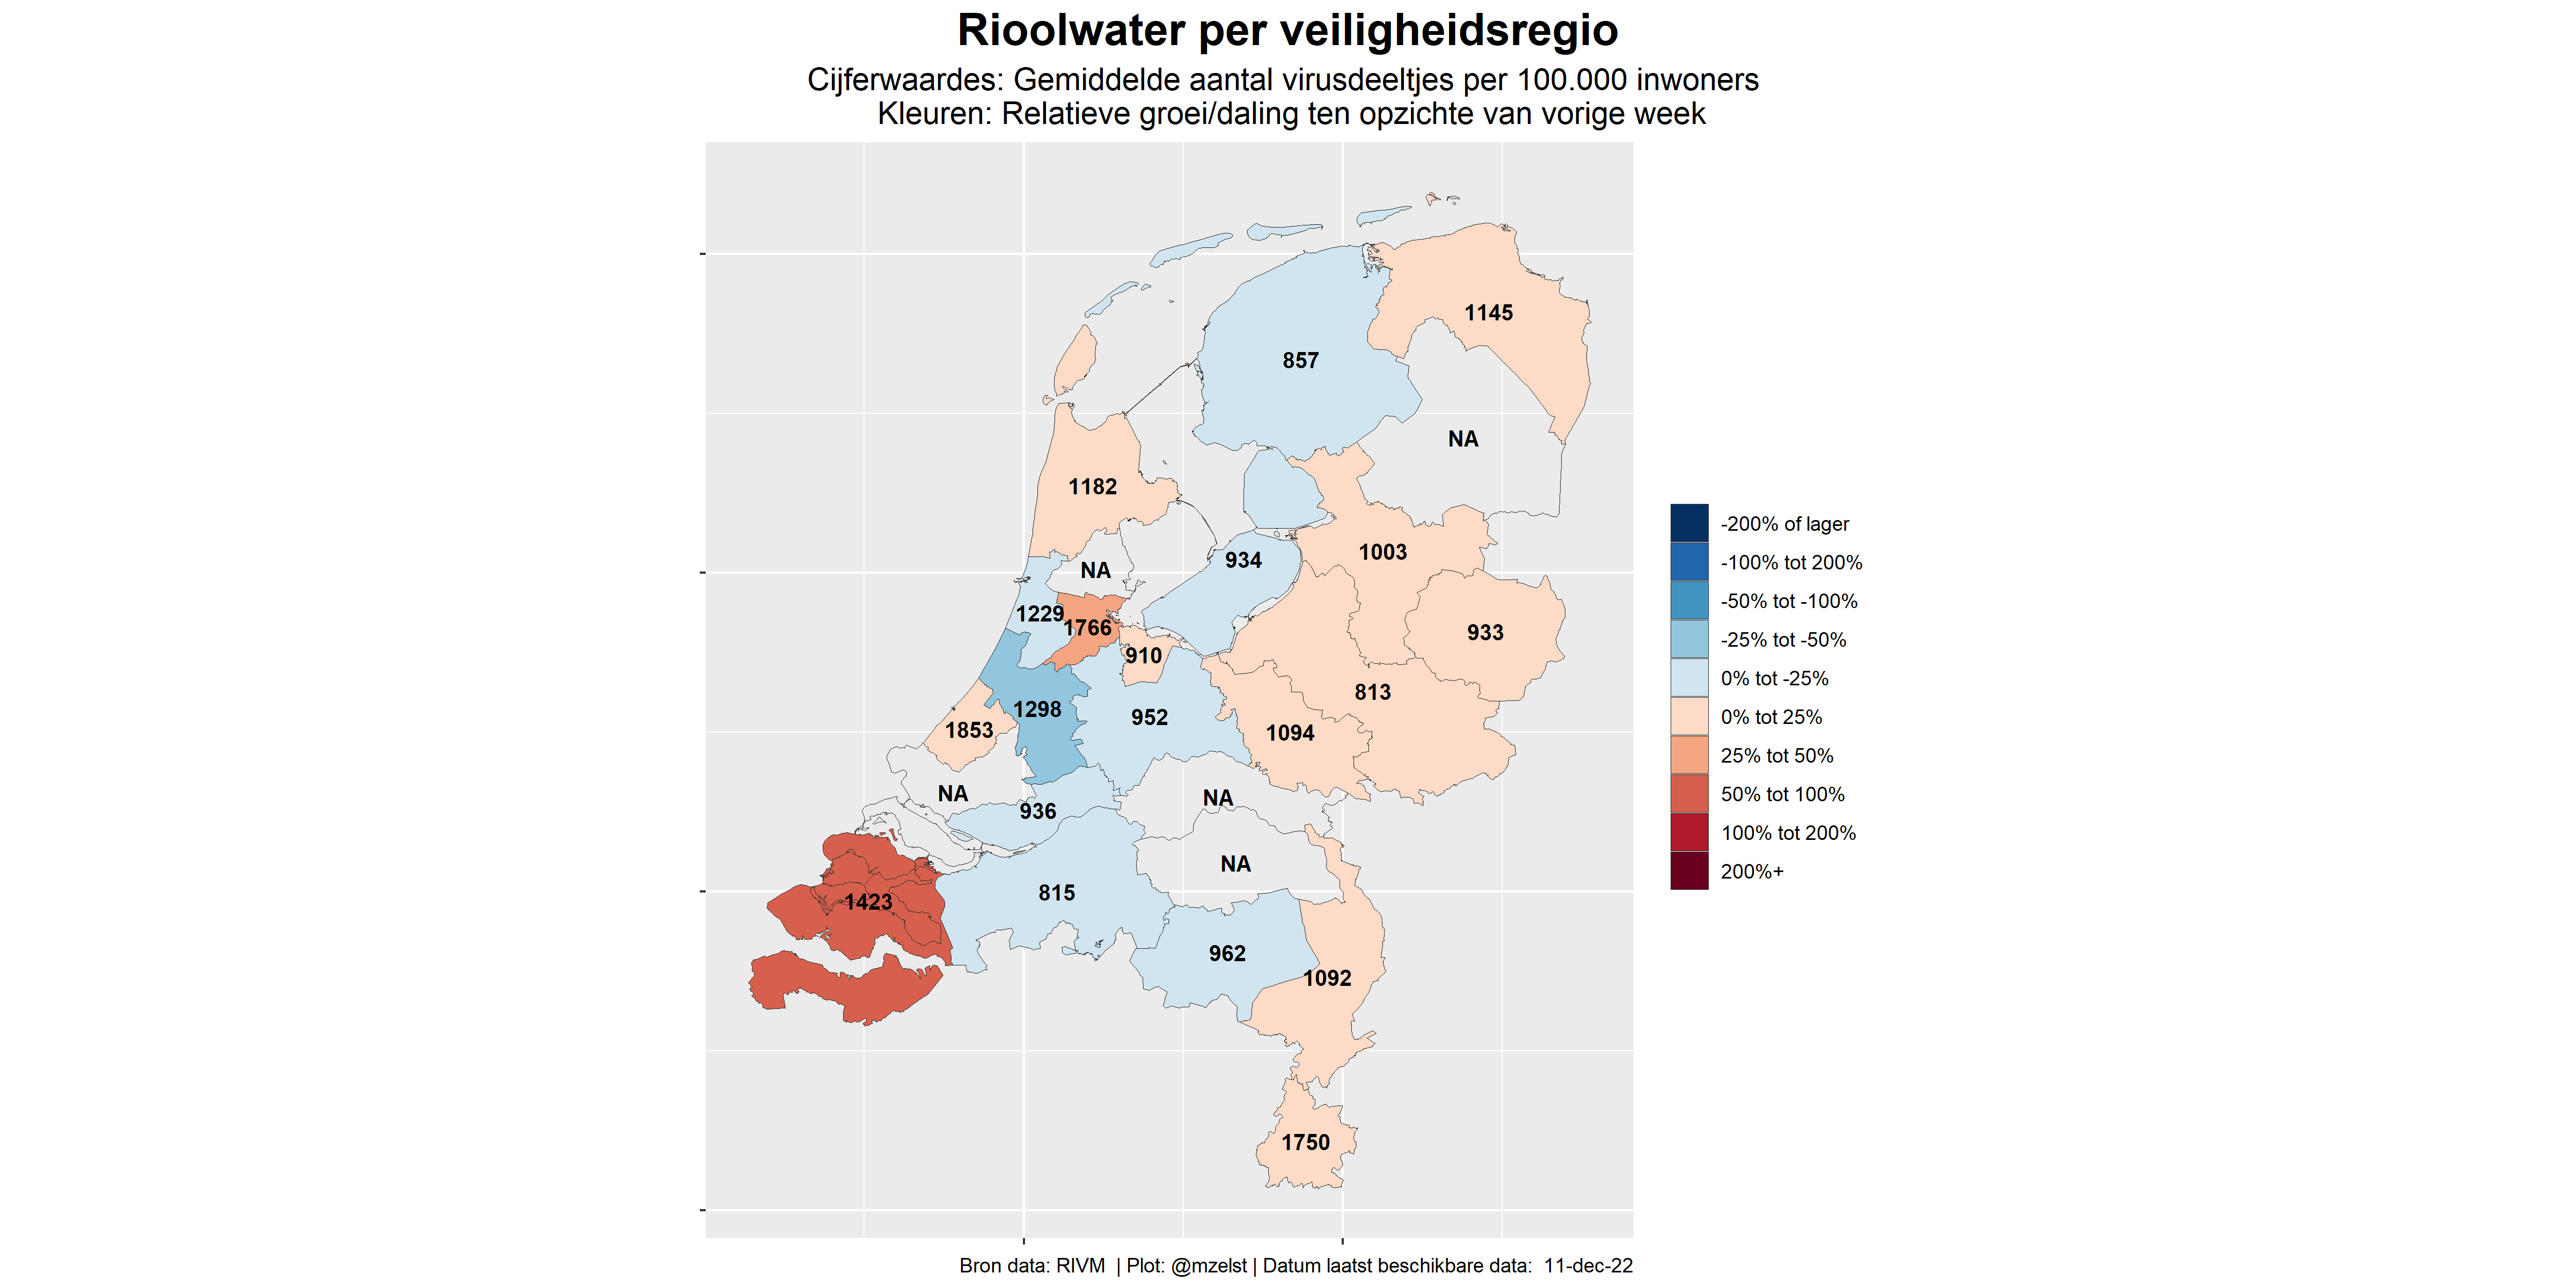 Rioolwater per veiligheidsregio
Cijferwaardes: Gemiddelde aantal virusdeeltjes per 100.000 inwoners
Kleuren: Relatieve groei/daling ten opzichte van vorige week
1145
857
NA
1182
1003
934
NA
1229
1766
933
910
813
1298
952
1853
1094
NA
NA
936
NA
815
1423
962
1092
1750
-200% of lager
-100% tot 200%
-50% tot -100%
-25% tot -50%
0% tot -25%
0% tot 25%
25% tot 50%
50% tot 100%
100% tot 200%
200%+
Bron data: RIVM | Plot: @mzelst | Datum laatst beschikbare data: 11-dec-22